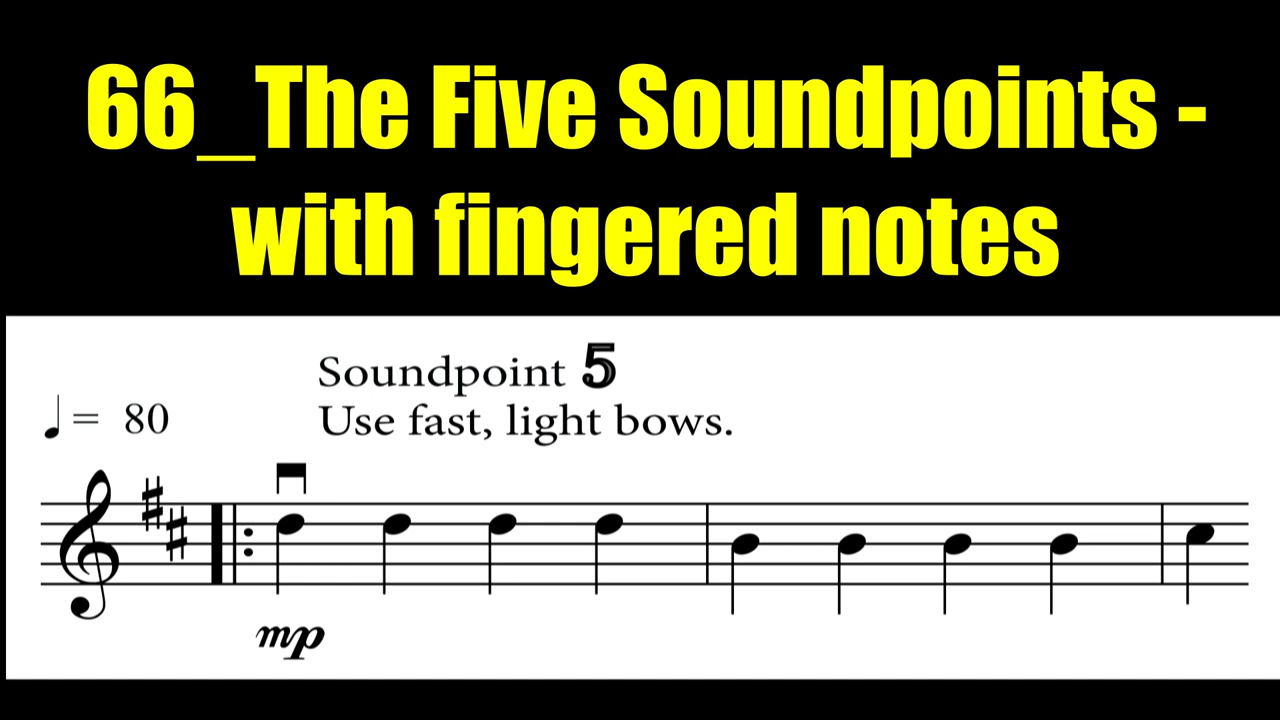 66_The Five Soundpoints -
with fingered notes
Soundpoint 5
♩ = 80
Use fast, light bows.
mp